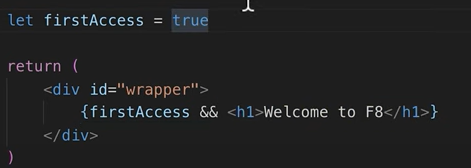 let firstAccess = true
return (
<div id="wrapper">
{firstAccess && <h1>Welcome to F8</h1>}
</div>
)